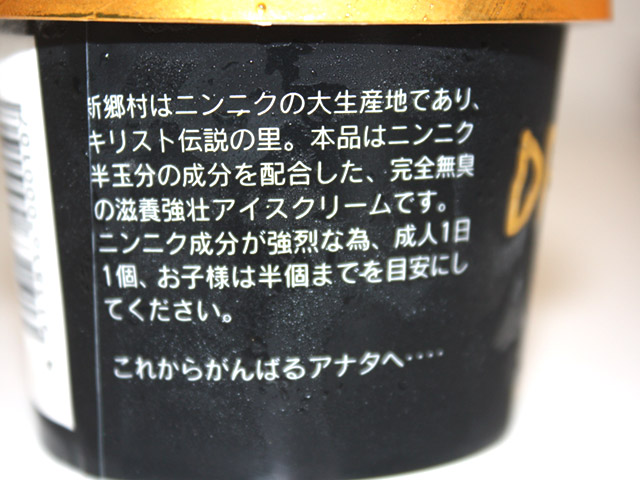 新郷村はニンニクの大生産地であり、
キリスト伝説の里。本品はニンニク
半玉分の成分を配合した、完全無臭
の滋養強壮アイスクリームです。
ニンニク成分が強烈な為、成人1日
1個、お子様は半個までを目安にし
てください。
これからがんばるアナタへ‥‥